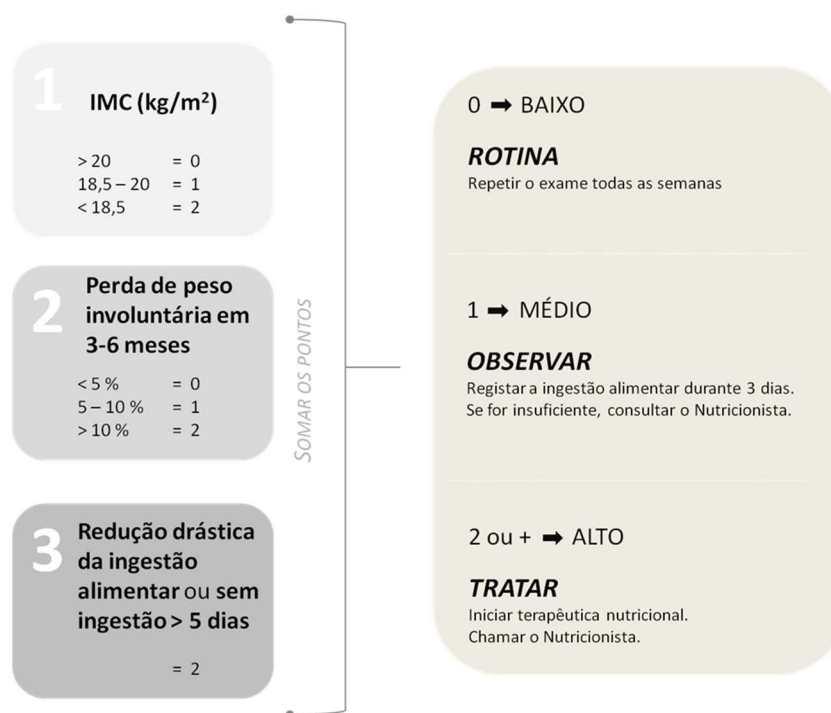 1
IMC (kg/m²)
> 20 = 0
18,5 – 20 = 1
< 18,5 = 2
2
Perda de peso
involuntária em
3-6 meses
< 5 % = 0
5 – 10 % = 1
> 10 % = 2
3
Redução drástica
da ingestão
alimentar ou sem
ingestão > 5 dias
= 2
SOMAR OS PONTOS
0 ➡ BAIXO
ROTINA
Repetir o exame todas as semanas
1 ➡ MÉDIO
OBSERVAR
Registar a ingestão alimentar durante 3 dias.
Se for insuficiente, consultar o Nutricionista.
2 ou + ➡ ALTO
TRATAR
Iniciar terapêutica nutricional.
Chamar o Nutricionista.